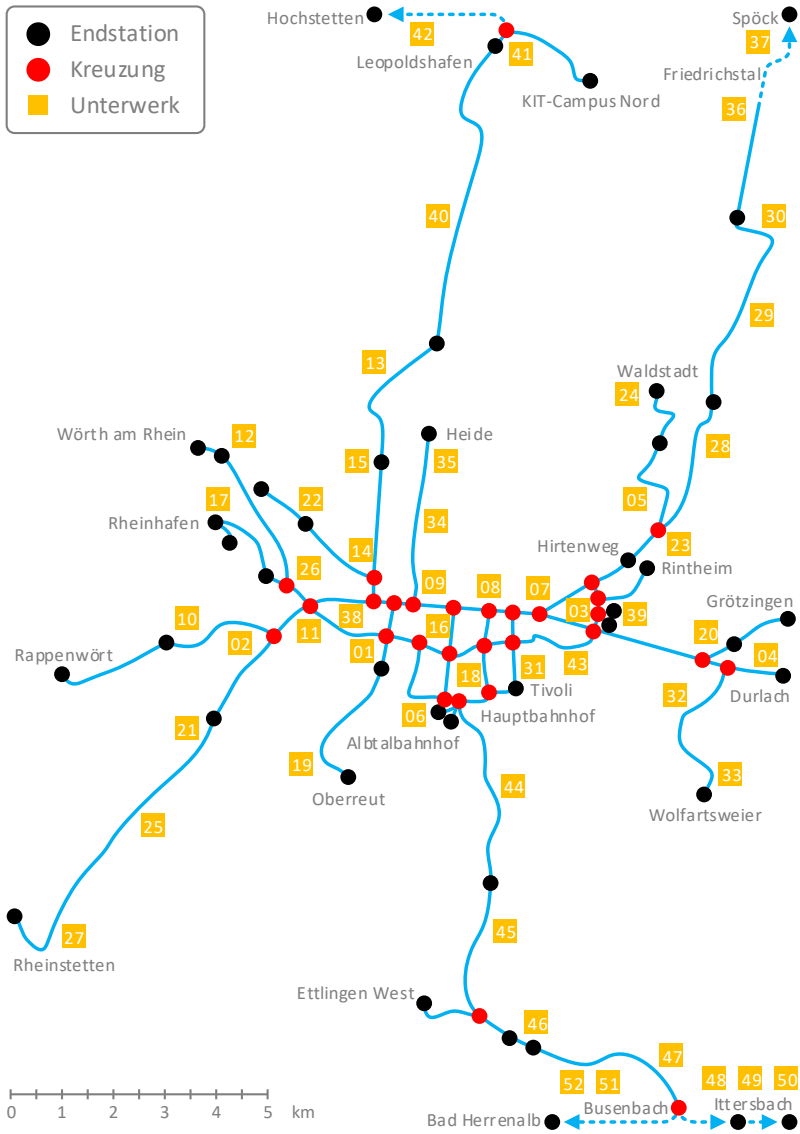 Endstation
Kreuzung
Unterwerk
Hochstetten
42
Leopoldshafen
41
KIT-Campus Nord
Spöck
37
Friedrichstal
36
40
30
29
13
Waldstadt
24
Wörth am Rhein
12
15
Heide
35
28
22
17
Rheinhafen
34
05
23
14
Hirtenweg
Rintheim
26
09
08
07
03
39
Grötzingen
10
38
11
02
16
01
20
04
Rappenwört
18
31
43
32
Durlach
Tivoli
06
Hauptbahnhof
21
Albtalbahnhof
19
Oberreut
44
33
Wolfartsweier
25
27
Rheinstetten
45
Ettlingen West
46
47
52
51
48
49
50
Busenbach
Ittersbach
Bad Herrenalb
0 1 2 3 4 5 km